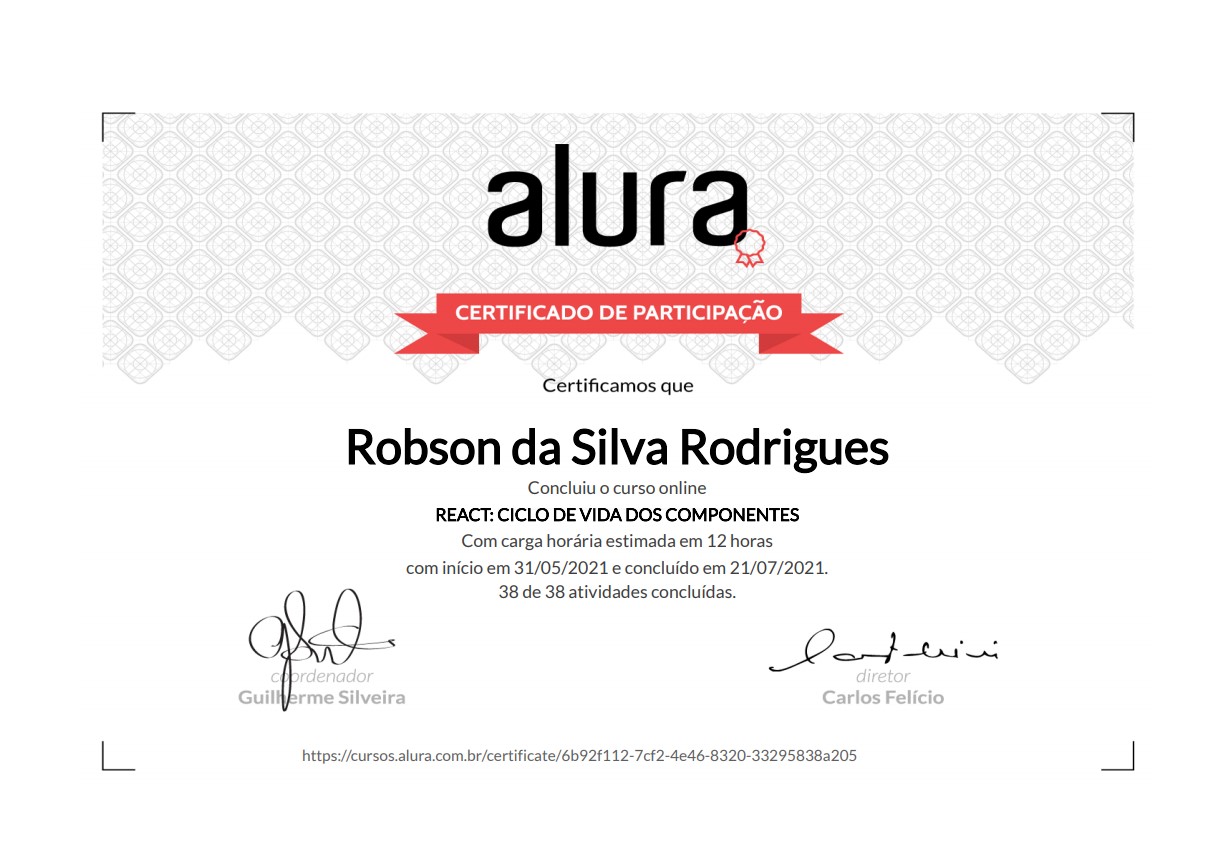 alura
CERTIFICADO DE PARTICIPAÇÃO
Certificamos que
Robson da Silva Rodrigues
Concluiu o curso online
REACT: CICLO DE VIDA DOS COMPONENTES
Com carga horária estimada em 12 horas
com início em 31/05/2021 e concluído em 21/07/2021.
38 de 38 atividades concluídas.
coordenador
Guilherme Silveira
diretor
Carlos Felício
https://cursos.alura.com.br/certificate/6b92f112-7cf2-4e46-8320-33295838a205